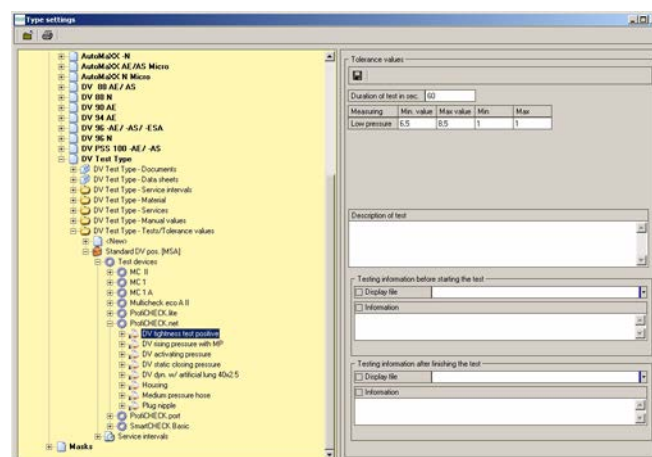 Type settings
AutoMaXX -N
AutoMaXX AE/AS Micro
AutoMaXX N Micro
DV 88 AE/ AS
DV 88 N
DV 90 AE
DV 94 AE
DV 96 -AE/ -AS/ -ESA
DV 96 N
DV PSS 100 -AE/ -AS
DV Test Type
DV Test Type - Documents
DV Test Type - Data sheets
DV Test Type - Service intervals
DV Test Type - Material
DV Test Type - Services
DV Test Type - Manual values
DV Test Type - Tests/Tolerance values
<New>
Standard DV pos. [MSA]
Test devices
MC II
MC 1
MC 1 A
Multicheck eco A II
ProfiCHECK.lite
ProfiCHECK.net
DV tightness test positive
DV rising pressure with MP
DV activating pressure
DV static closing pressure
DV dyn. w/ artificial lung 40x2.5
Housing
Medium pressure hose
Plug nipple
ProfiCHECK.port
SmartCHECK Basic
Service intervals
Masks
Tolerance values
Duration of test in sec. 60
Measuring Min. value Max value Min Max
Low pressure 6.5 8.5 1 1
Description of test
Testing information before starting the test
Display file
Information
Testing information after finishing the test
Display file
Information